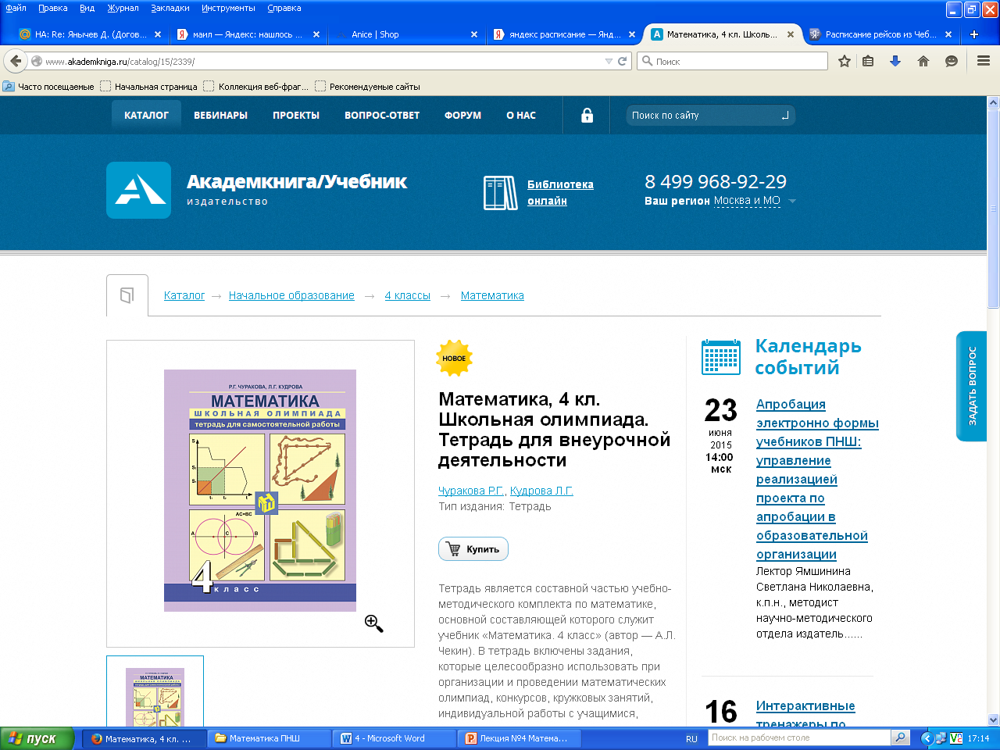 Файл Правка Вид Журнал Закладки Инструменты Справка
НА: Re: Янычев Д. (Догов...
маил — Яндекс: нашлось ...
Anice | Shop
яндекс расписание — Янд...
Математика, 4 кл. Школь...
Расписание рейсов из Чеб...
www.akademkniga.ru/catalog/15/2339/
Поиск
Часто посещаемые Начальная страница Коллекция веб-фраг... Рекомендуемые сайты
КАТАЛОГ ВЕБИНАРЫ ПРОЕКТЫ ВОПРОС-ОТВЕТ ФОРУМ О НАС
Поиск по сайту
Академкнига/Учебник
издательство
Библиотека
онлайн
8 499 968-92-29
Ваш регион Москва и МО
Каталог → Начальное образование → 4 классы → Математика
Р.Г. ЧУРАКОВА, Л.Г. КУДРОВА
МАТЕМАТИКА
ШКОЛЬНАЯ ОЛИМПИАДА
тетрадь для самостоятельной работы
AC=BC
A C B
4 класс
МАТЕМАТИКА
ШКОЛЬНАЯ ОЛИМПИАДА
НОВОЕ
Математика, 4 кл.
Школьная олимпиада.
Тетрадь для внеурочной
деятельности
Чуракова Р.Г., Кудрова Л.Г.
Тип издания: Тетрадь
Купить
Тетрадь является составной частью учебно-
методического комплекта по математике,
основной составляющей которого служит
учебник «Математика. 4 класс» (автор — А.Л.
Чекин). В тетрадь включены задания,
которые целесообразно использовать при
организации и проведении математических
олимпиад, конкурсов, кружковых занятий,
индивидуальной работы с учащимися,
Календарь
событий
23
июня
2015
14:00
мск
Апробация
электронно формы
учебников ПНШ:
управление
реализацией
проекта по
апробации в
образовательной
организации
Лектор Ямшинина
Светлана Николаевна,
к.п.н., методист
научно-методического
отдела издатель......
16
Интерактивные
тренажеры по
ЗАДАТЬ ВОПРОС
пуск
Математика, 4 кл. ...
Математика ПНШ
4 - Microsoft Word
Лекция №4 Матема...
RU
Поиск на рабочем столе
17:14